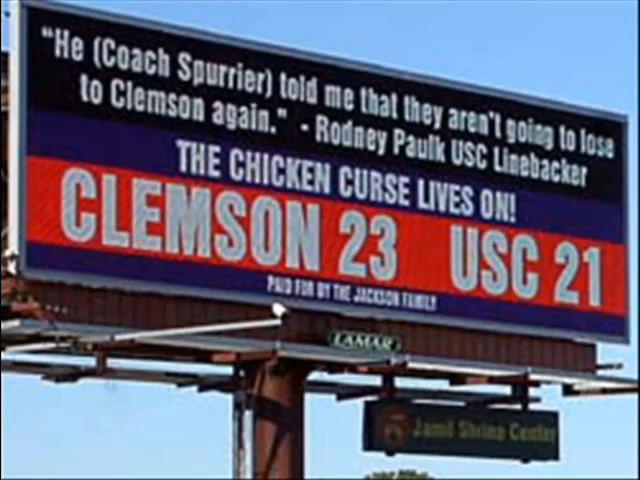 "He (Coach Spurrier) told me that they aren't going to lose
to Clemson again." - Rodney Paulk USC Linebacker
THE CHICKEN CURSE LIVES ON!
CLEMSON 23 USC 21
PAID FOR BY THE JACKSON FAMILY
LAMAR
Jamil Shrine Center